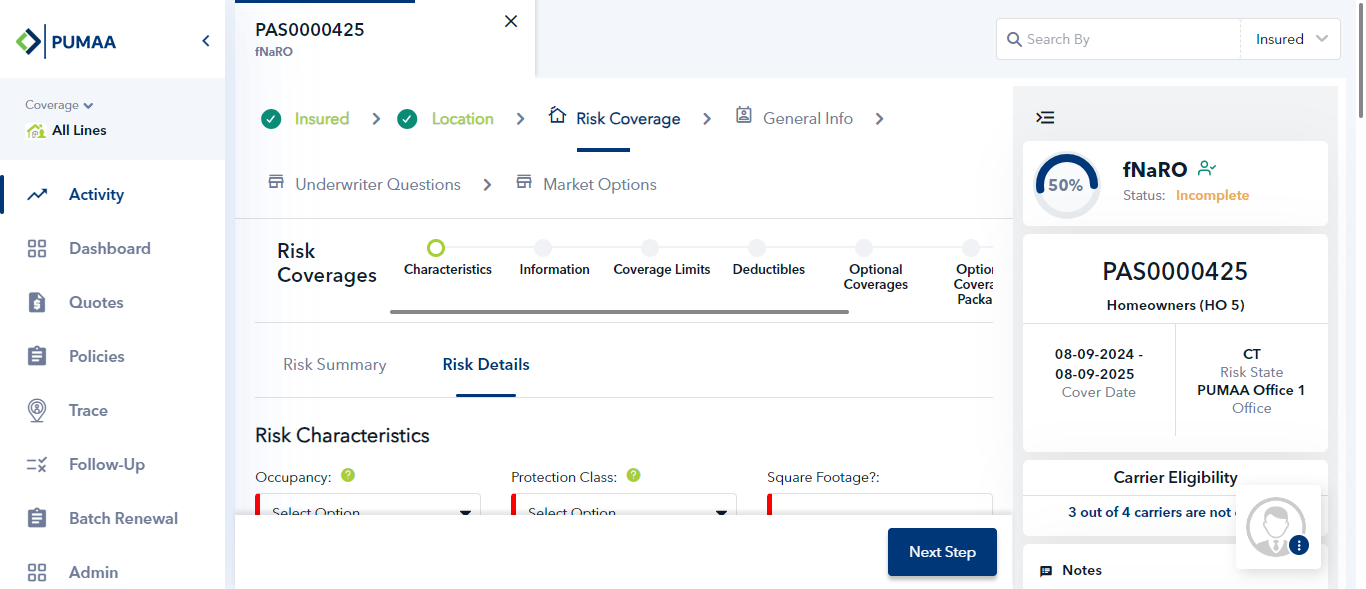 PUMAA
Coverage
All Lines
Activity
Dashboard
Quotes
Policies
Trace
Follow-Up
Batch Renewal
Admin
PAS0000425
fNaRO
Search By
Insured
Insured
Location
Risk Coverage
General Info
Underwriter Questions
Market Options
Risk
Coverages
Characteristics
Information
Coverage Limits
Deductibles
Optional
Coverages
Optio
Covera
Packa
Risk Summary
Risk Details
Risk Characteristics
Occupancy: ?
Protection Class: ?
Square Footage?:
Select Option
Select Option
Next Step
50%
fNaRO
Status: Incomplete
PAS0000425
Homeowners (HO 5)
08-09-2024 -
08-09-2025
Cover Date
CT
Risk State
PUMAA Office 1
Office
Carrier Eligibility
3 out of 4 carriers are not
Notes